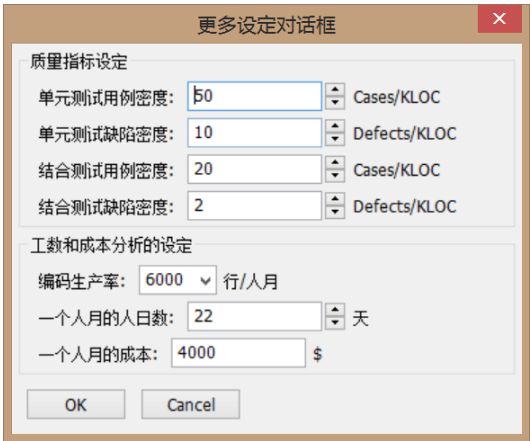 更多设定对话框
质量指标设定
单元测试用例密度: 50 Cases/KLOC
单元测试缺陷密度: 10 Defects/KLOC
结合测试用例密度: 20 Cases/KLOC
结合测试缺陷密度: 2 Defects/KLOC
工数和成本分析的设定
编码生产率: 6000 行/人月
一个人月的人日数: 22 天
一个人月的成本: 4000 $
OK Cancel